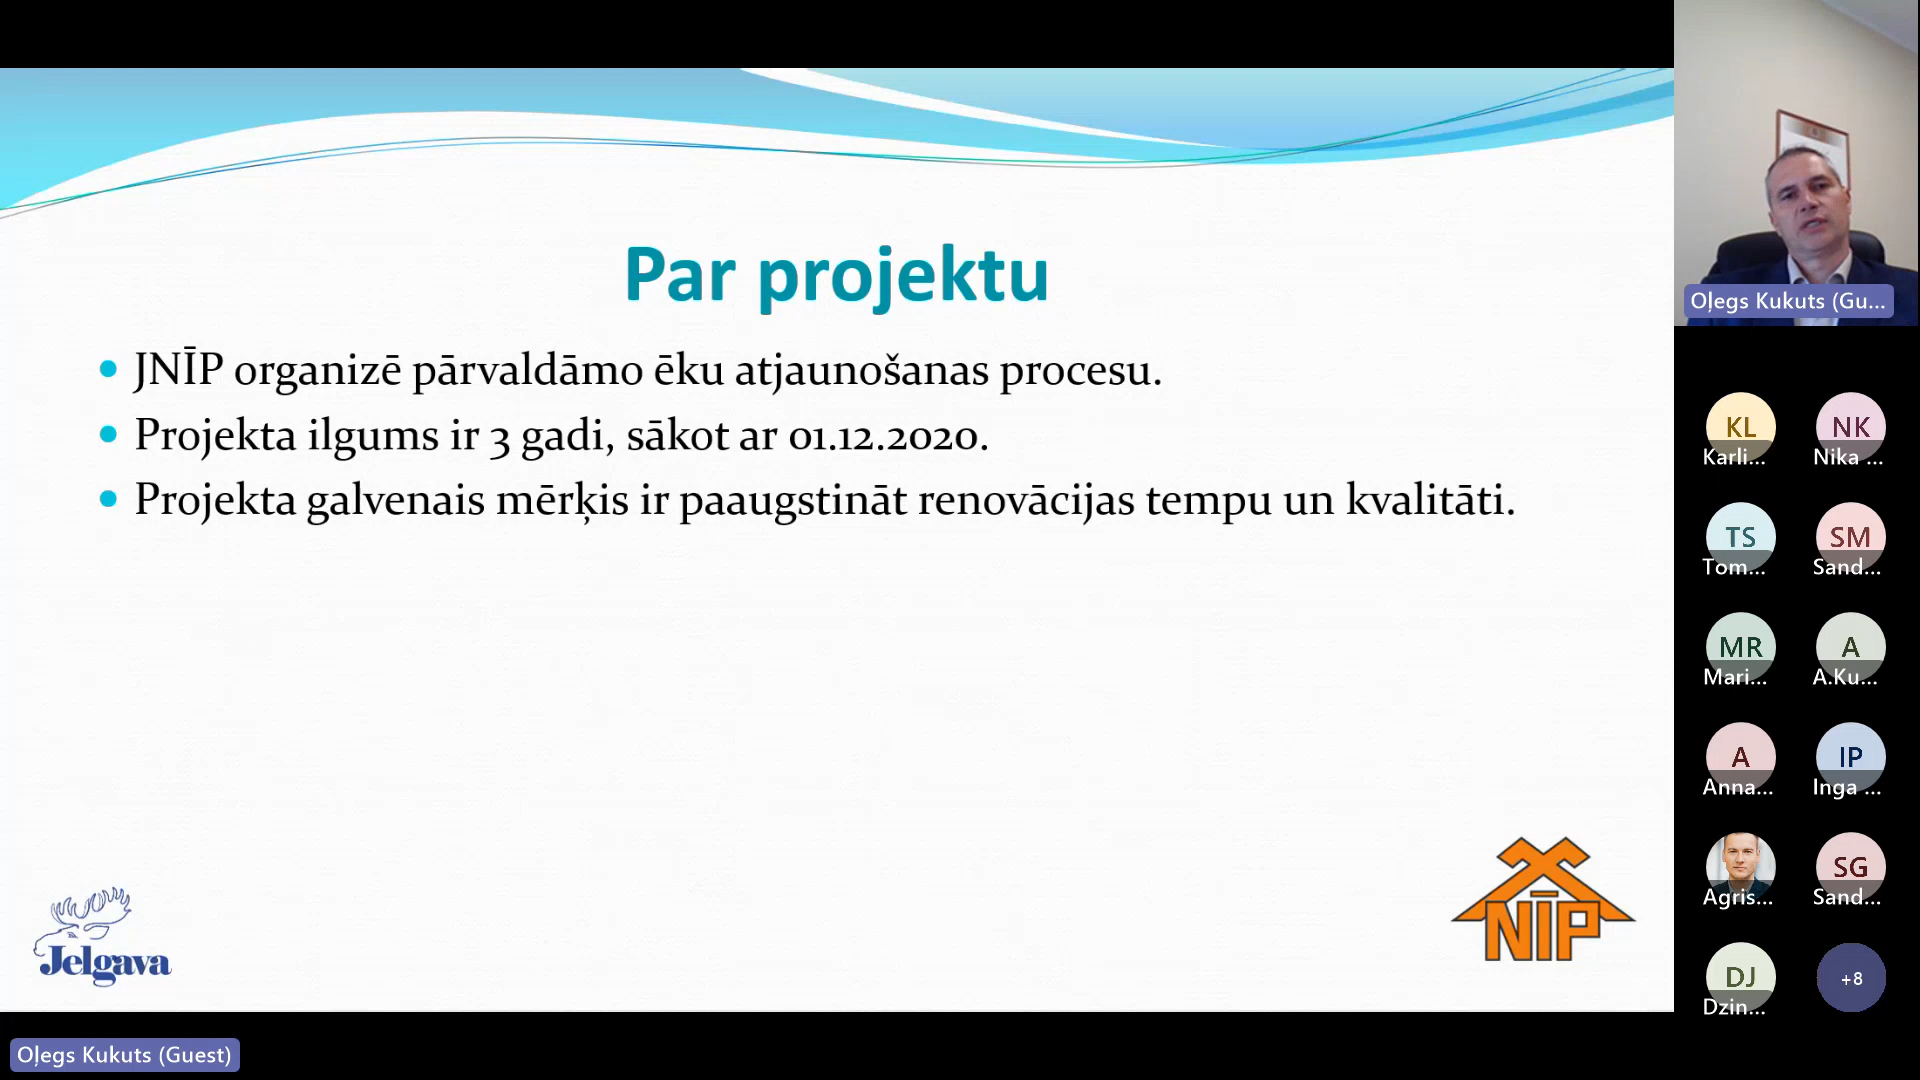 Par projektu
JNĪP organizē pārvaldāmo ēku atjaunošanas procesu.
Projekta ilgums ir 3 gadi, sākot ar 01.12.2020.
Projekta galvenais mērķis ir paaugstināt renovācijas tempu un kvalitāti.
Jelgava
NĪP
Oļegs Kukuts (Guest)
Oļegs Kukuts (Gu...
KL
NK
Karli...
Nika ...
TS
SM
Tom...
Sand...
MR
A
Mari...
A.Ku...
A
IP
Anna...
Inga ...
SG
Agris...
Sand...
DJ
+8
Dzin...